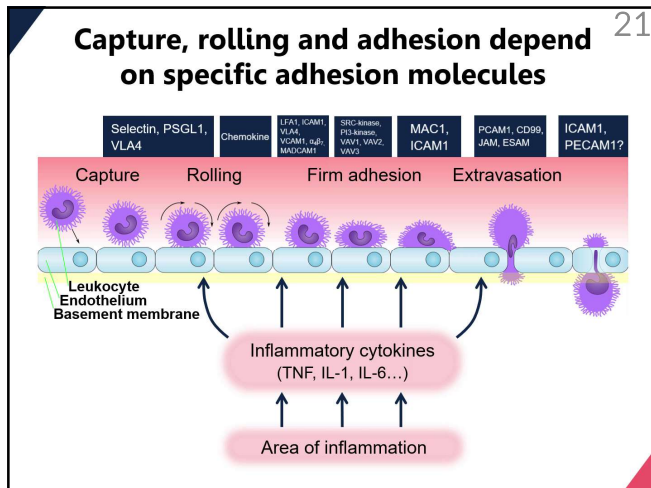 21
Capture, rolling and adhesion depend
on specific adhesion molecules
Selectin, PSGL1,
VLA4
Chemokine
LFA1, ICAM1,
VLA4,
VCAM1, α₄β₇,
MADCAM1
SRC-kinase,
PI3-kinase,
VAV1, VAV2,
VAV3
MAC1,
ICAM1
PCAM1, CD99,
JAM, ESAM
ICAM1,
PECAM1?
Capture
Rolling
Firm adhesion
Extravasation
Leukocyte
Endothelium
Basement membrane
Inflammatory cytokines
(TNF, IL-1, IL-6...)
Area of inflammation